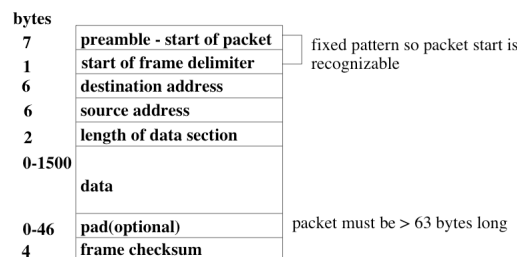 bytes
7 preamble - start of packet
1 start of frame delimiter
fixed pattern so packet start is
recognizable
6 destination address
6 source address
2 length of data section
0-1500
data
0-46 pad(optional)
packet must be > 63 bytes long
4 frame checksum